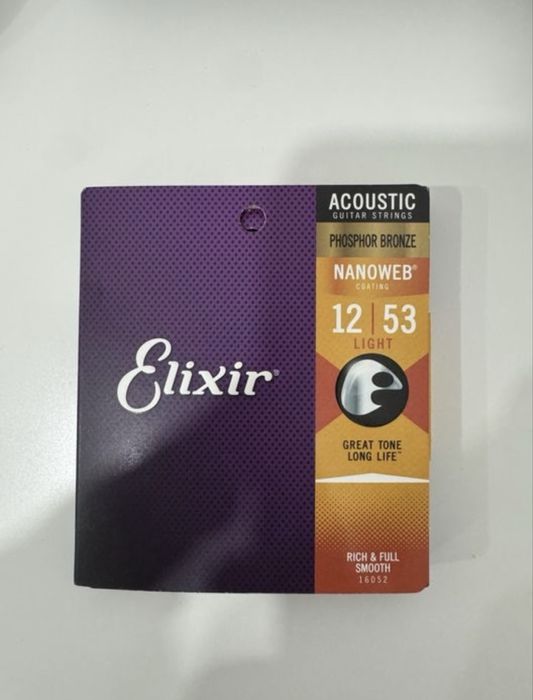 ACOUSTIC
GUITAR STRINGS
PHOSPHOR BRONZE
NANOWEB®
COATING
12 | 53
LIGHT
Elixir®
GREAT TONE
LONG LIFE™
RICH & FULL
SMOOTH
16052